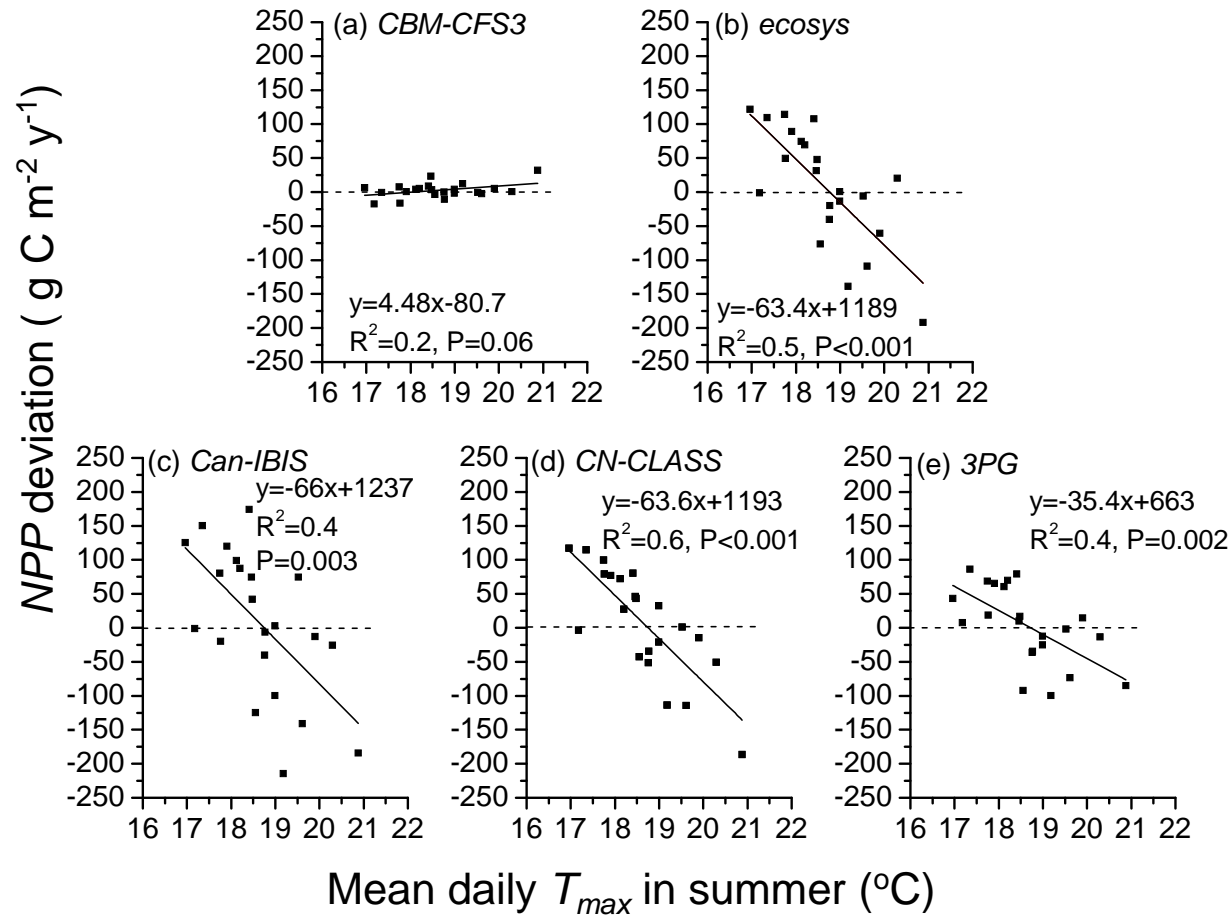 NPP deviation ( g C m-2 y-1)
(a) CBM-CFS3
250
200
150
100
50
0
-50
-100
-150
-200
-250
y=4.48x-80.7
R2=0.2, P=0.06
16 17 18 19 20 21 22
(b) ecosys
250
200
150
100
50
0
-50
-100
-150
-200
-250
y=-63.4x+1189
R2=0.5, P<0.001
16 17 18 19 20 21 22
(c) Can-IBIS
250
200
150
100
50
0
-50
-100
-150
-200
-250
y=-66x+1237
R2=0.4
P=0.003
16 17 18 19 20 21 22
(d) CN-CLASS
250
200
150
100
50
0
-50
-100
-150
-200
-250
y=-63.6x+1193
R2=0.6, P<0.001
16 17 18 19 20 21 22
(e) 3PG
250
200
150
100
50
0
-50
-100
-150
-200
-250
y=-35.4x+663
R2=0.4, P=0.002
16 17 18 19 20 21 22
Mean daily Tmax in summer (oC)